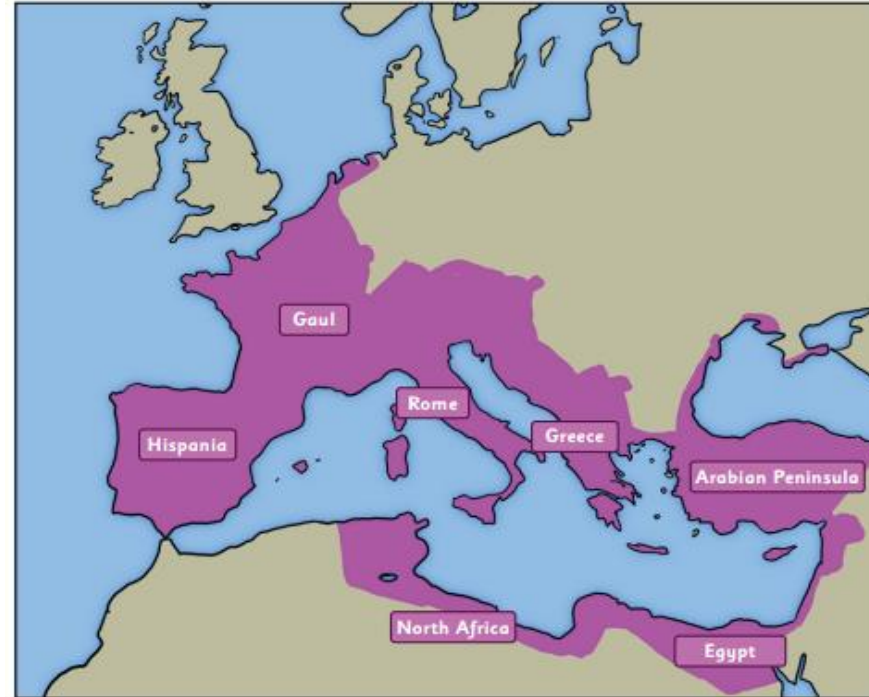 Gaul
Rome
Hispania
Greece
Arabian Peninsula
North Africa
Egypt